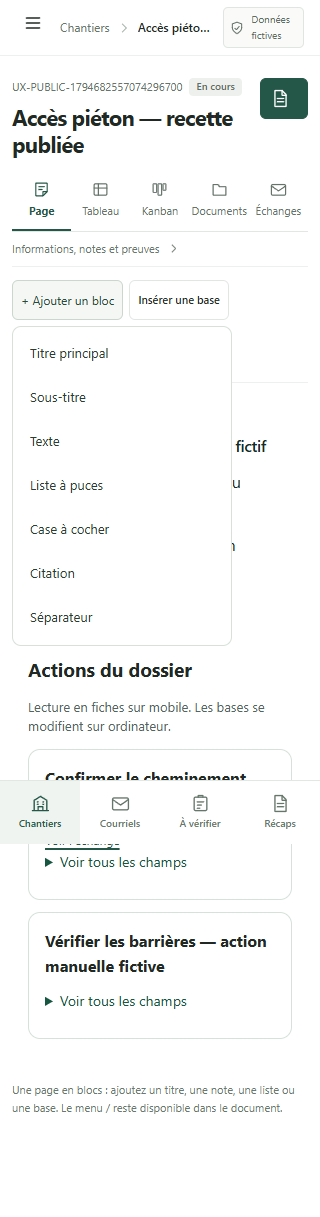 Chantiers
Accès piéto...
Données
fictives
UX-PUBLIC-1794682557074296700
En cours
Accès piéton — recette
publiée
Page
Tableau
Kanban
Documents
Échanges
Informations, notes et preuves
+ Ajouter un bloc
Insérer une base
Titre principal
Sous-titre
Texte
fictif
Liste à puces
Case à cocher
Citation
Séparateur
Actions du dossier
Lecture en fiches sur mobile. Les bases se
modifient sur ordinateur.
Confirmer le cheminement
Chantiers
Courriels
À vérifier
Récaps
Voir tous les champs
Vérifier les barrières — action
manuelle fictive
Voir tous les champs
Une page en blocs : ajoutez un titre, une note, une liste ou
une base. Le menu / reste disponible dans le document.